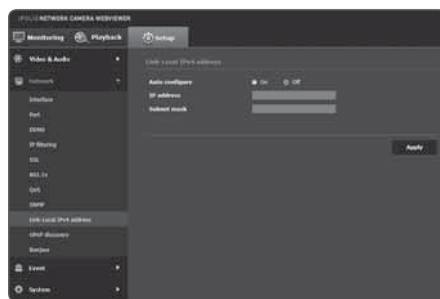 iPOLIS NETWORK CAMERA WEBVIEWER
Monitoring
Playback
Setup
Video & Audio
Network
Interface
Port
DDNS
IP filtering
SSL
802.1x
QoS
SNMP
Link-Local IPv4 address
UPnP discovery
Bonjour
Event
System
Link-Local IPv4 address
Auto configure
On
Off
IP address
Subnet mask
Apply